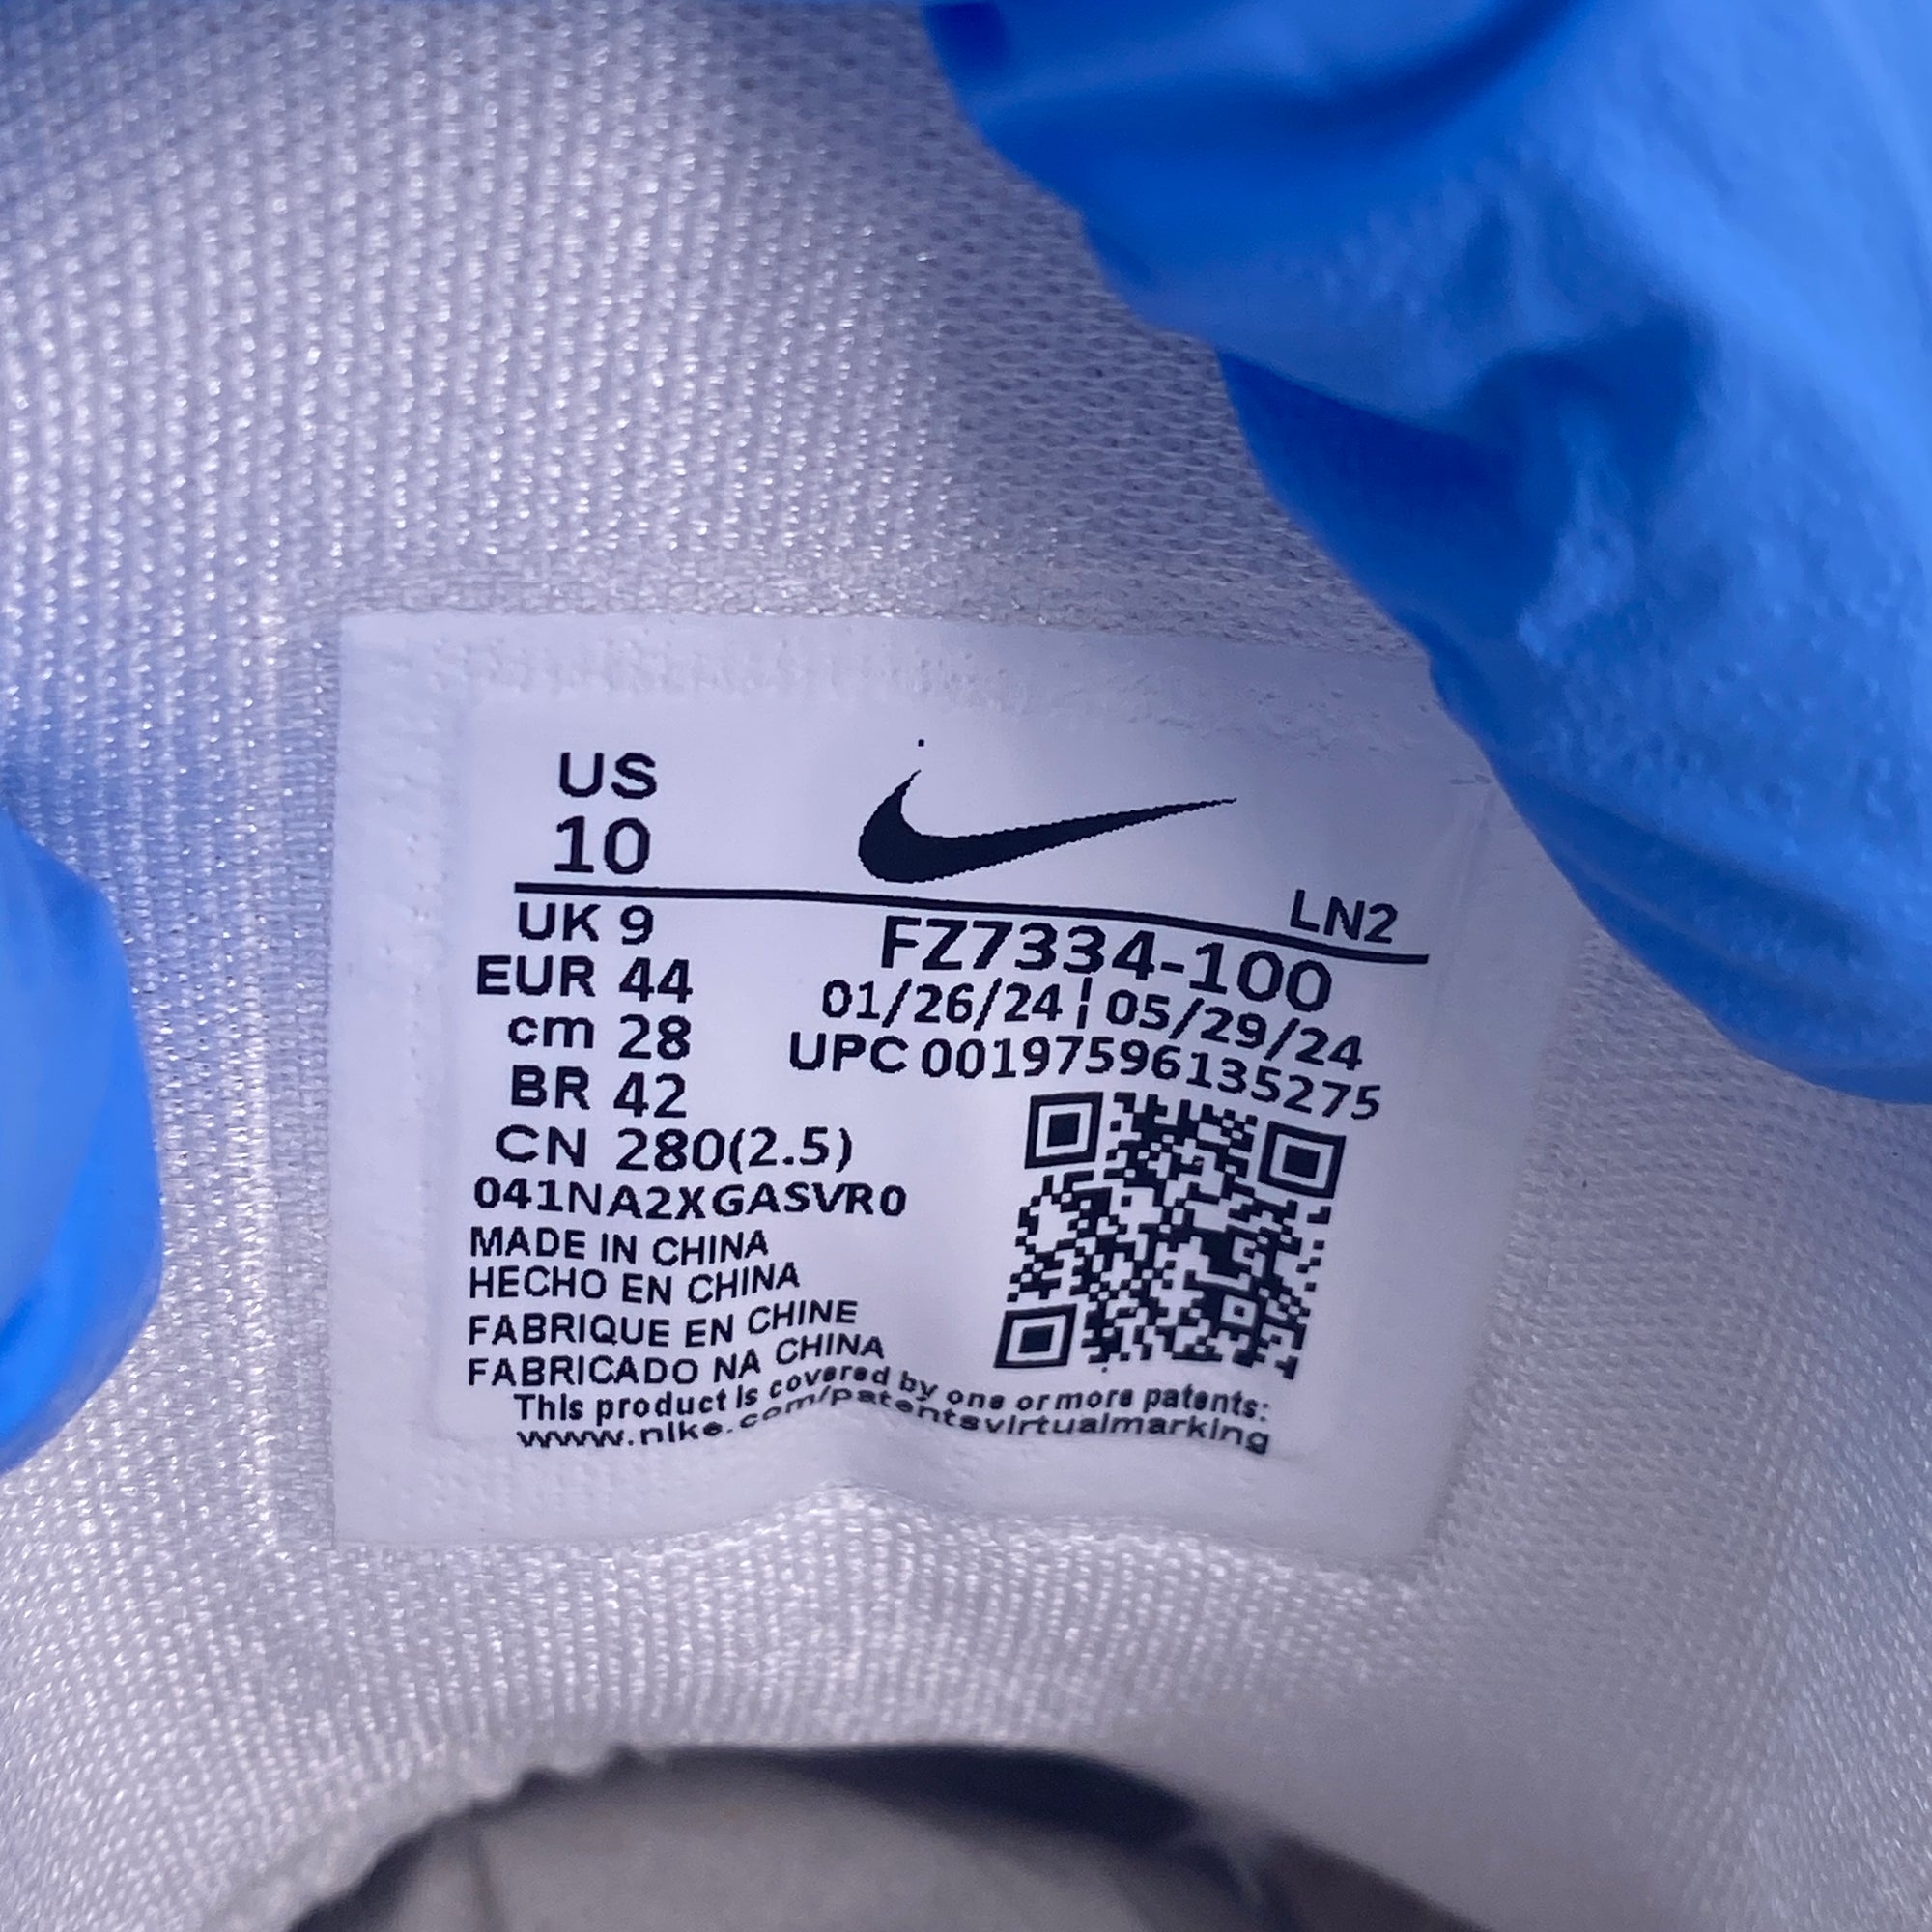 US
10
LN2
UK 9
EUR 44
cm 28
BR 42
CN 280(2.5)
FZ7334-100
01/26/24 ¦ 05/29/24
UPC 00197596135275
041NA2XGASVR0
MADE IN CHINA
HECHO EN CHINA
FABRIQUE EN CHINE
FABRICADO NA CHINA
This product is covered by one or more patents:
www.nike.com/patentsvirtualmarking